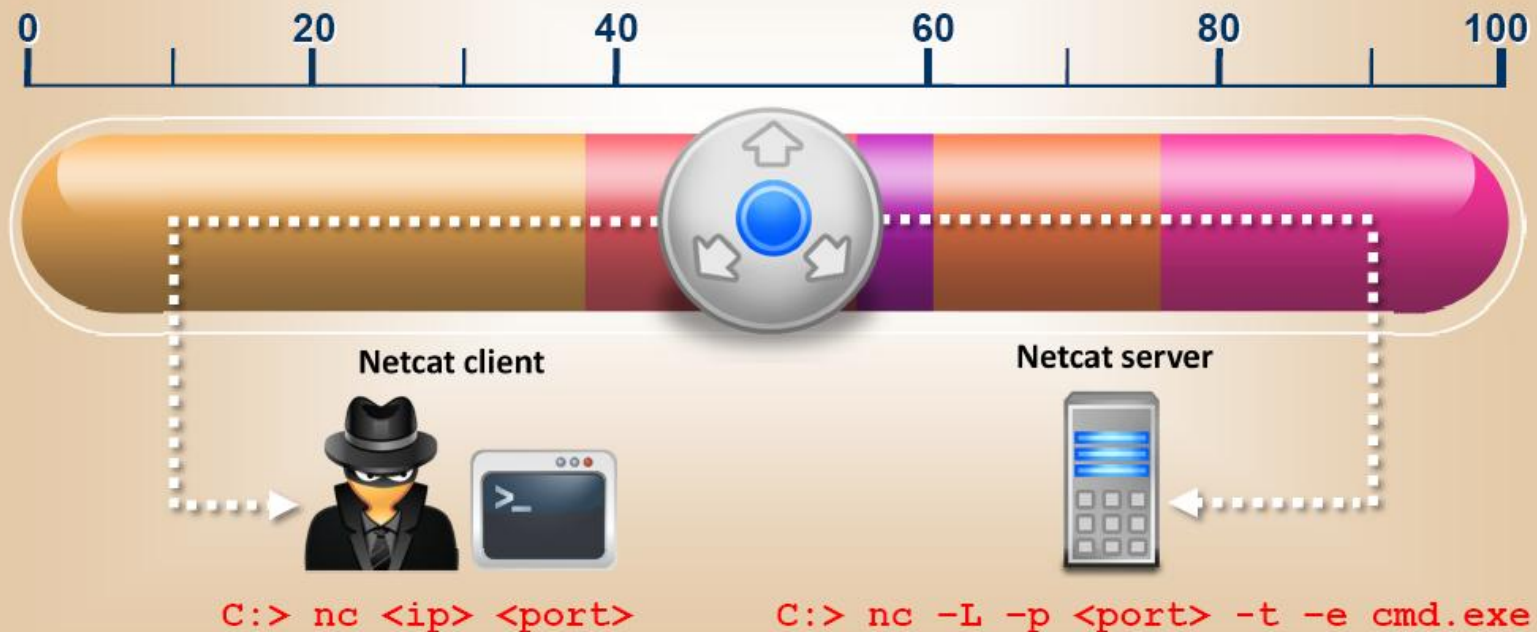 0 20 40 60 80 100
Netcat client
Netcat server
>_
C:> nc <ip> <port>
C:> nc –L –p <port> -t –e cmd.exe